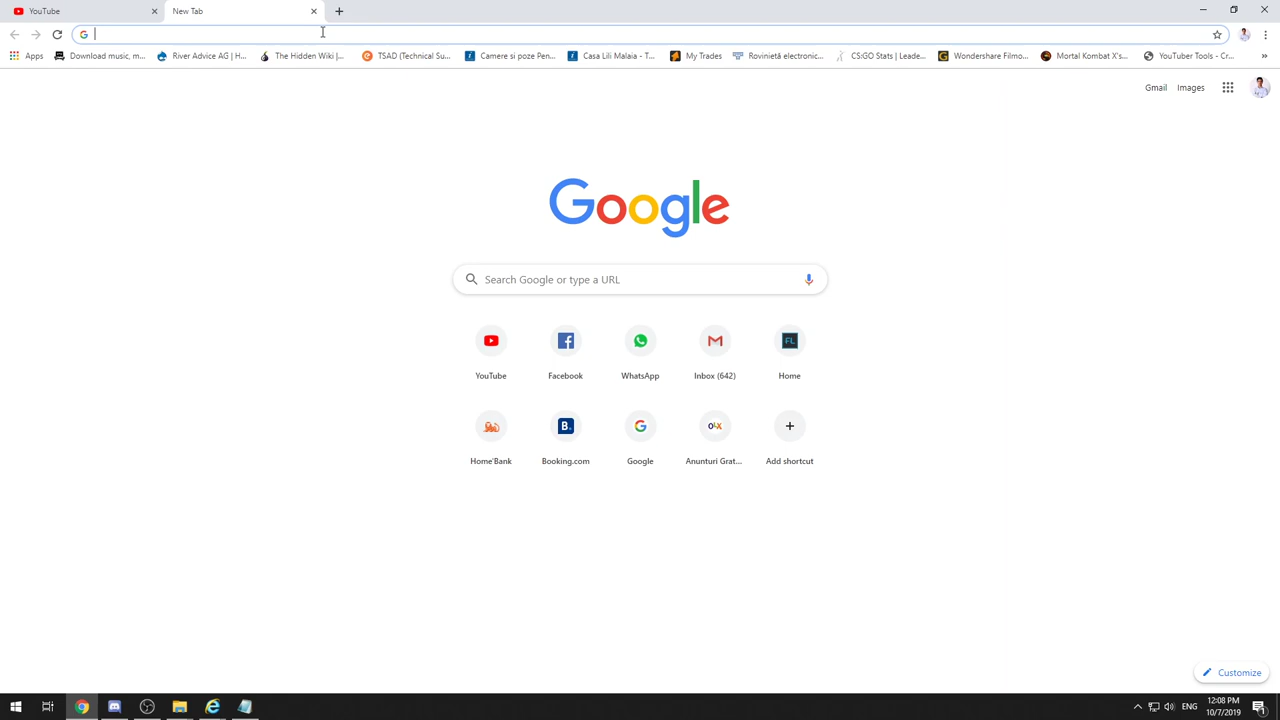 YouTube
New Tab
Apps Download music, m... River Advice AG | H... The Hidden Wiki |... TSAD (Technical Su... Camere si poze Pen... Casa Lili Malaia - T... My Trades Rovinietă electronic... CS:GO Stats | Leade... Wondershare Filmo... Mortal Kombat X's... YouTuber Tools - Cr... »
Gmail Images
Google
Search Google or type a URL
YouTube Facebook WhatsApp Inbox (642) Home
Home'Bank Booking.com Google Anunturi Grat... Add shortcut
Customize
ENG
12:08 PM
10/7/2019